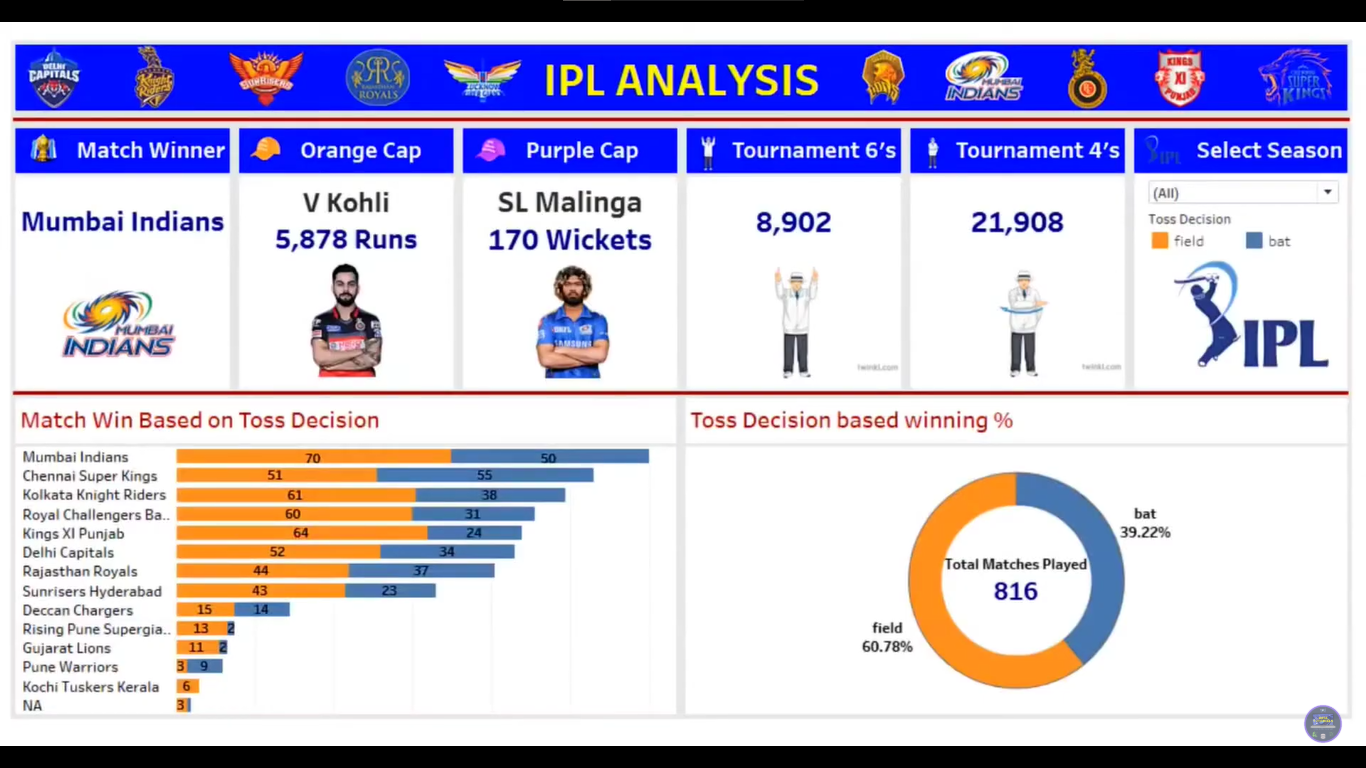 DELHI
CAPITALS
Knight
Riders
SUNRISERS
RR
RAJASTHAN
ROYALS
IPL ANALYSIS
MUMBAI
INDIANS
KINGS
XI
PUNJAB
CHENNAI
SUPER
KINGS
Match Winner
Orange Cap
Purple Cap
Tournament 6’s
Tournament 4’s
IPL
Select Season
Mumbai Indians
MUMBAI
INDIANS
V Kohli
5,878 Runs
SL Malinga
170 Wickets
SAMSUNG
8,902
twinkl.com
21,908
twinkl.com
(All)
Toss Decision
field
bat
IPL
Match Win Based on Toss Decision
Mumbai Indians 70 50
Chennai Super Kings 51 55
Kolkata Knight Riders 61 38
Royal Challengers Ba.. 60 31
Kings XI Punjab 64 24
Delhi Capitals 52 34
Rajasthan Royals 44 37
Sunrisers Hyderabad 43 23
Deccan Chargers 15 14
Rising Pune Supergia.. 13 2
Gujarat Lions 11 2
Pune Warriors 3 9
Kochi Tuskers Kerala 6
NA 3
Toss Decision based winning %
bat
39.22%
Total Matches Played
816
field
60.78%